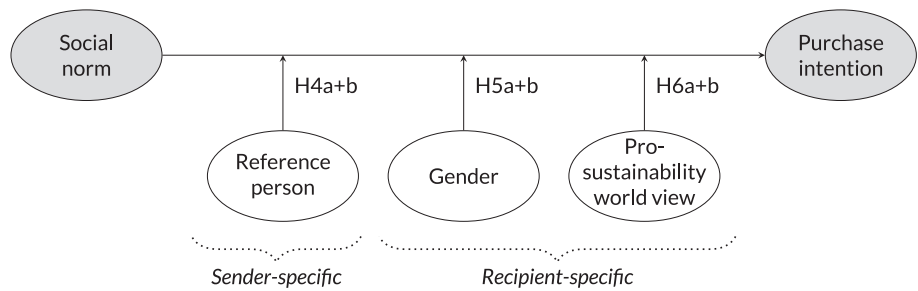 Social
norm
Purchase
intention
H4a+b
H5a+b
H6a+b
Reference
person
Gender
Pro-
sustainability
world view
Sender-specific
Recipient-specific